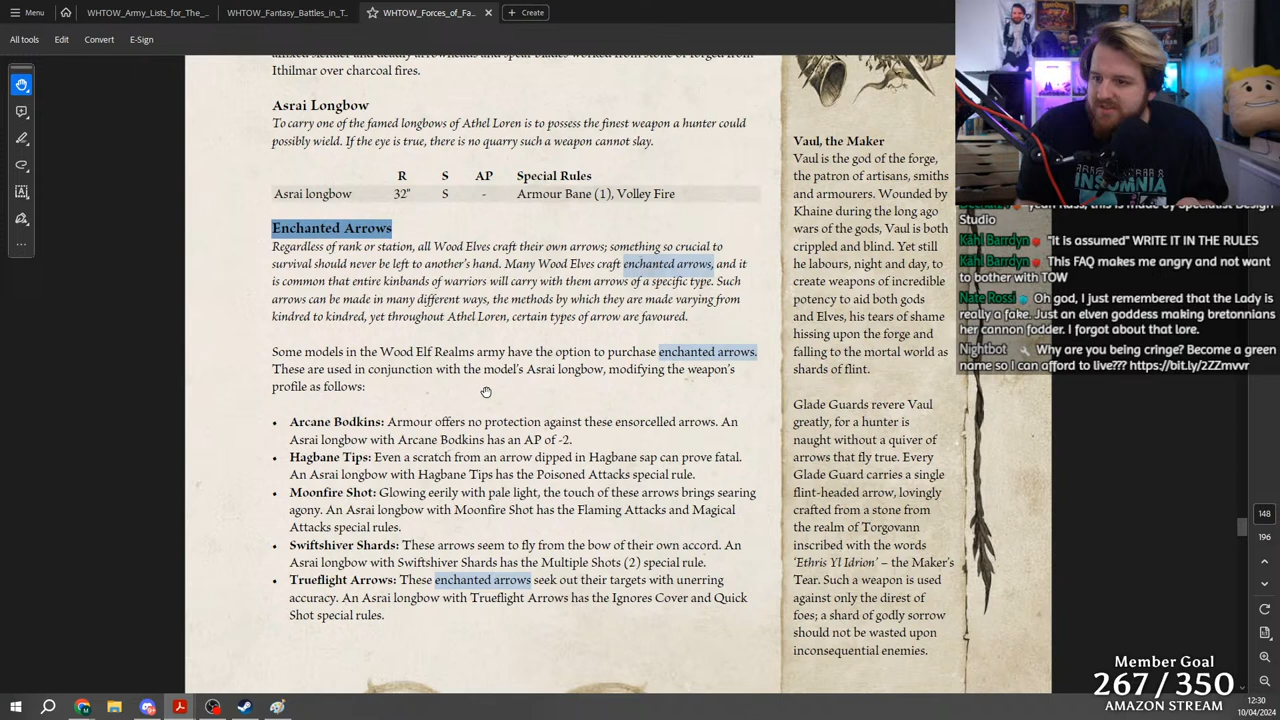 Menu
WHTOW_Army_Lists_for_The_...
WHTOW_Fantasy_Battles_in_T...
WHTOW_Forces_of_Fa...
Create
All tools
Edit
Convert
E-Sign
Ithilmar over charcoal fires.
Asrai Longbow
To carry one of the famed longbows of Athel Loren is to possess the finest weapon a hunter could
possibly wield. If the eye is true, there is no quarry such a weapon cannot slay.
R S AP Special Rules
Asrai longbow 32" S - Armour Bane (1), Volley Fire
Enchanted Arrows
Regardless of rank or station, all Wood Elves craft their own arrows; something so crucial to
survival should never be left to another's hand. Many Wood Elves craft enchanted arrows, and it
is common that entire kinbands of warriors will carry with them arrows of a specific type. Such
arrows can be made in many different ways, the methods by which they are made varying from
kindred to kindred, yet throughout Athel Loren, certain types of arrow are favoured.
Some models in the Wood Elf Realms army have the option to purchase enchanted arrows.
These are used in conjunction with the model's Asrai longbow, modifying the weapon's
profile as follows:
• Arcane Bodkins: Armour offers no protection against these ensorcelled arrows. An
Asrai longbow with Arcane Bodkins has an AP of -2.
• Hagbane Tips: Even a scratch from an arrow dipped in Hagbane sap can prove fatal.
An Asrai longbow with Hagbane Tips has the Poisoned Attacks special rule.
• Moonfire Shot: Glowing eerily with pale light, the touch of these arrows brings searing
agony. An Asrai longbow with Moonfire Shot has the Flaming Attacks and Magical
Attacks special rules.
• Swiftshiver Shards: These arrows seem to fly from the bow of their own accord. An
Asrai longbow with Swiftshiver Shards has the Multiple Shots (2) special rule.
• Trueflight Arrows: These enchanted arrows seek out their targets with unerring
accuracy. An Asrai longbow with Trueflight Arrows has the Ignores Cover and Quick
Shot special rules.
Vaul, the Maker
Vaul is the god of the forge,
the patron of artisans, smiths
and armourers. Wounded by
Khaine during the long ago
wars of the gods, Vaul is both
crippled and blind. Yet still
he labours, night and day, to
create weapons of incredible
potency to aid both gods
and Elves, his tears of shame
hissing upon the forge and
falling to the mortal world as
shards of flint.
Glade Guards revere Vaul
greatly, for a hunter is
naught without a quiver of
arrows that fly true. Every
Glade Guard carries a single
flint-headed arrow, lovingly
crafted from a stone from
the realm of Torgovann
inscribed with the words
'Ethris Yl Idrion' – the Maker's
Tear. Such a weapon is used
against only the direst of
foes; a shard of godly sorrow
should not be wasted upon
inconsequential enemies.
INSOMNIA
Studio
Kähl Barrdyn "It is assumed" WRITE IT IN THE RULES
Kähl Barrdyn This FAQ makes me angry and not want
to bother with TOW
Nate Rossi Oh god, I just remembered that the Lady is
really a fake. Just an elven goddess making bretonnians
her cannon fodder. I forgot about that lore.
Nightbot Why are you being cringe? Become a green
name so I can afford to live??? https://bit.ly/2ZZmvvr
148
196
Member Goal
267 / 350
AMAZON STREAM
12:30
10/04/2024